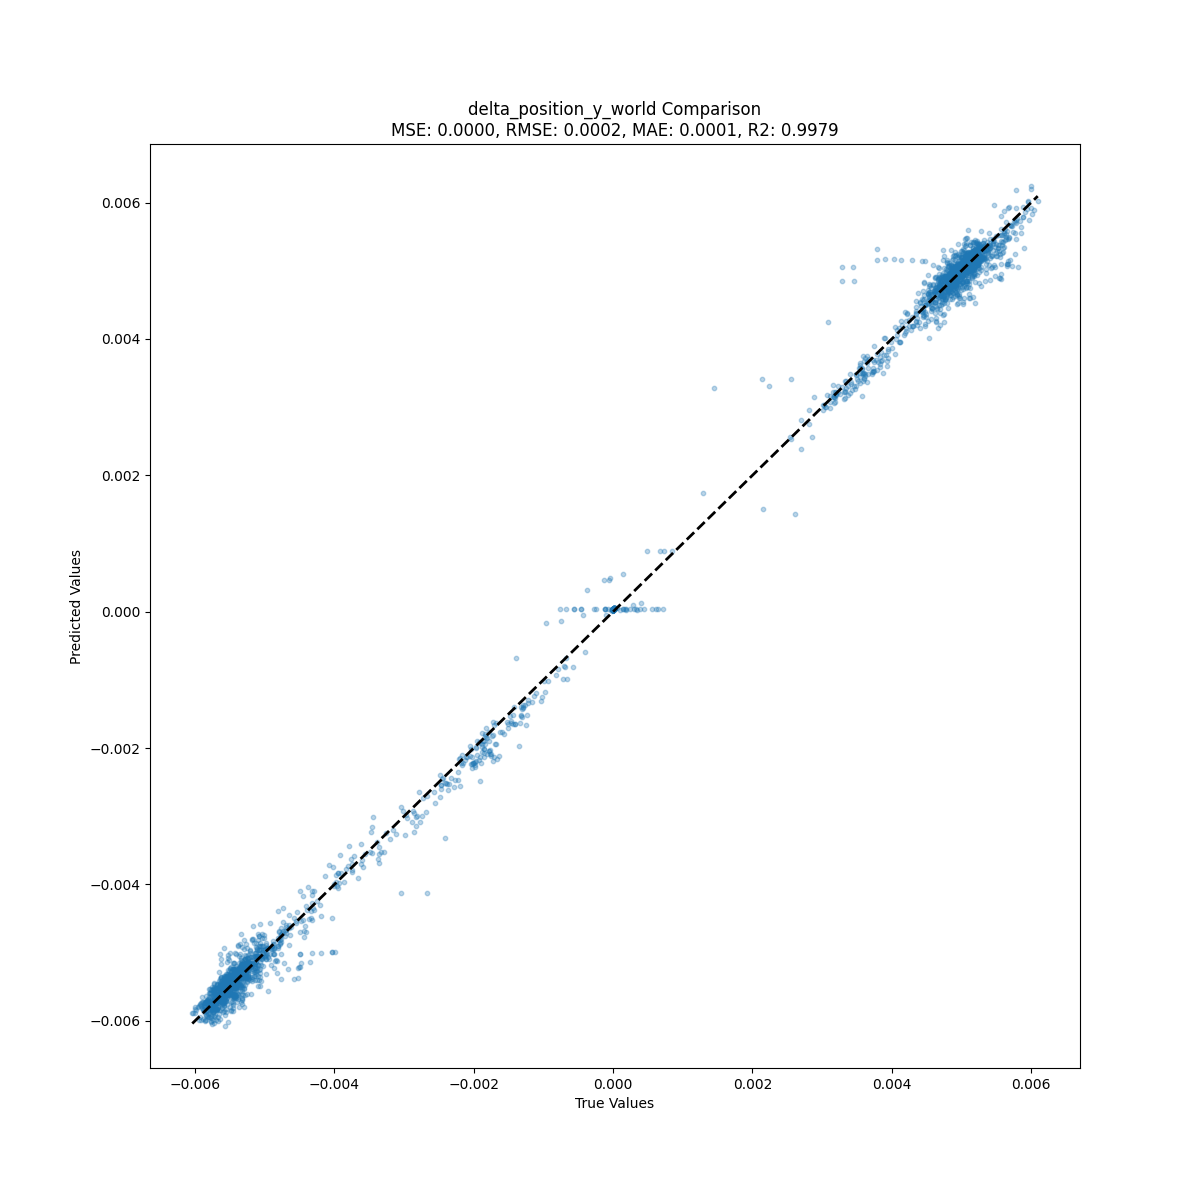 delta_position_y_world Comparison
MSE: 0.0000, RMSE: 0.0002, MAE: 0.0001, R2: 0.9979
Predicted Values
0.006
0.004
0.002
0.000
−0.002
−0.004
−0.006
−0.006 −0.004 −0.002 0.000 0.002 0.004 0.006
True Values